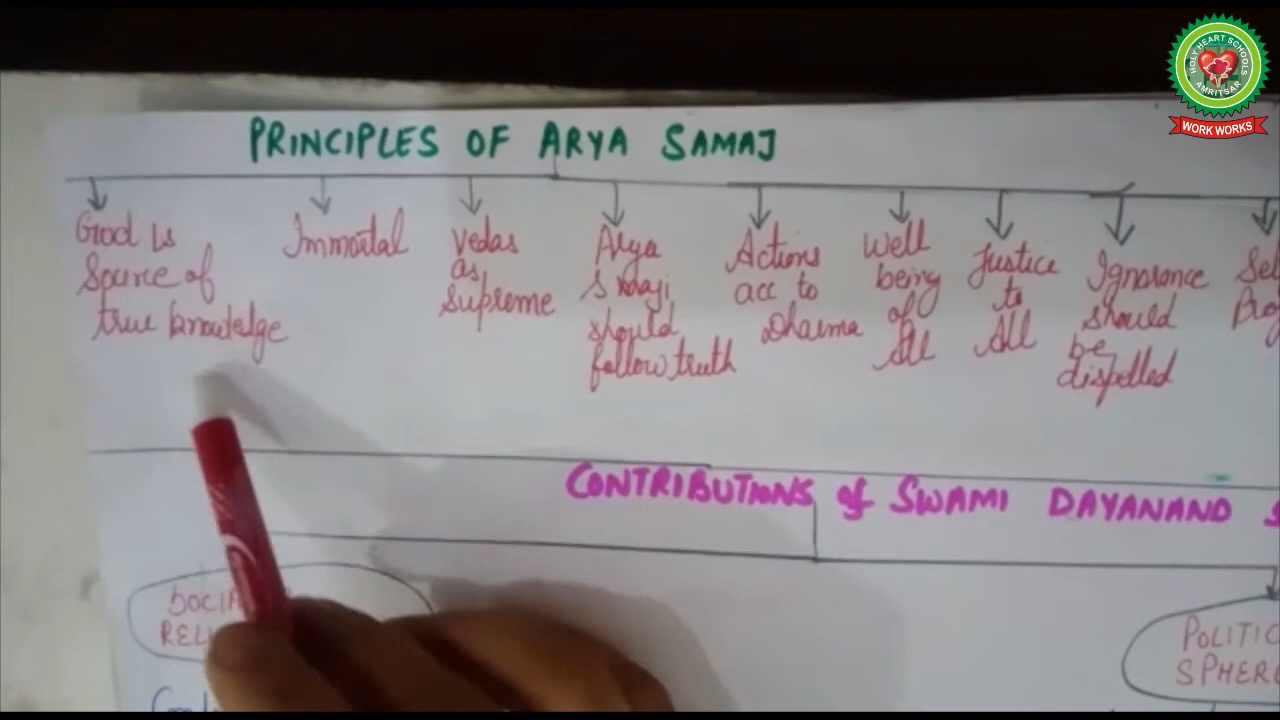 HOLY HEART SCHOOLS
AMRITSAR
WORK WORKS
PRINCIPLES OF ARYA SAMAJ
God is
Source of
true knowledge
Immortal
Vedas
as
Supreme
Arya
Smaji
should
follow truth
Actions
acc to
Dharma
Well
being
of
All
Justice
to
All
Ignorance
should
be
dispelled
CONTRIBUTIONS of SWAMI DAYANAND
POLITIC
SPHERE